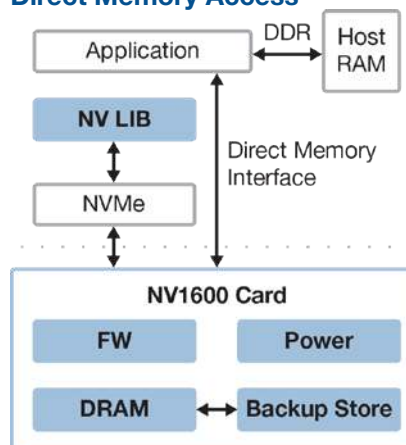 Direct Memory Access
Application
DDR
Host
RAM
NV LIB
Direct Memory
Interface
NVMe
NV1600 Card
FW
Power
DRAM
Backup Store